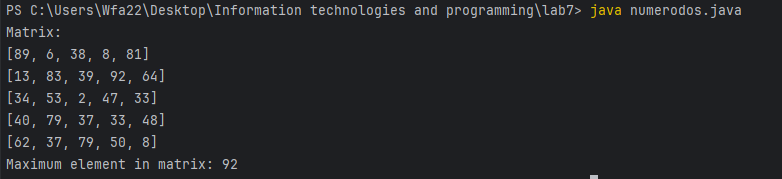 PS C:\Users\Wfa22\Desktop\Information technologies and programming\lab7> java numerodos.java
Matrix:
[89, 6, 38, 8, 81]
[13, 83, 39, 92, 64]
[34, 53, 2, 47, 33]
[40, 79, 37, 33, 48]
[62, 37, 79, 50, 8]
Maximum element in matrix: 92